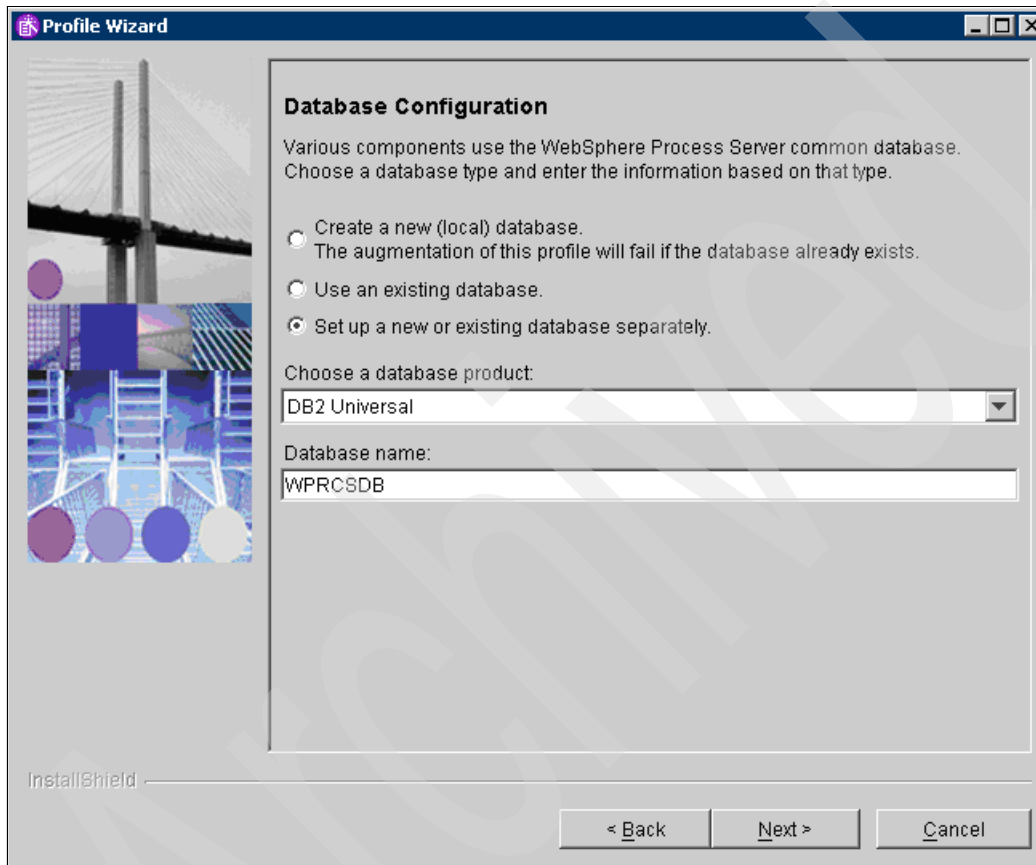 Profile Wizard
Database Configuration
Various components use the WebSphere Process Server common database.
Choose a database type and enter the information based on that type.
Create a new (local) database.
The augmentation of this profile will fail if the database already exists.
Use an existing database.
Set up a new or existing database separately.
Choose a database product:
DB2 Universal
Database name:
WPRCSDB
InstallShield
< Back
Next >
Cancel
Archived